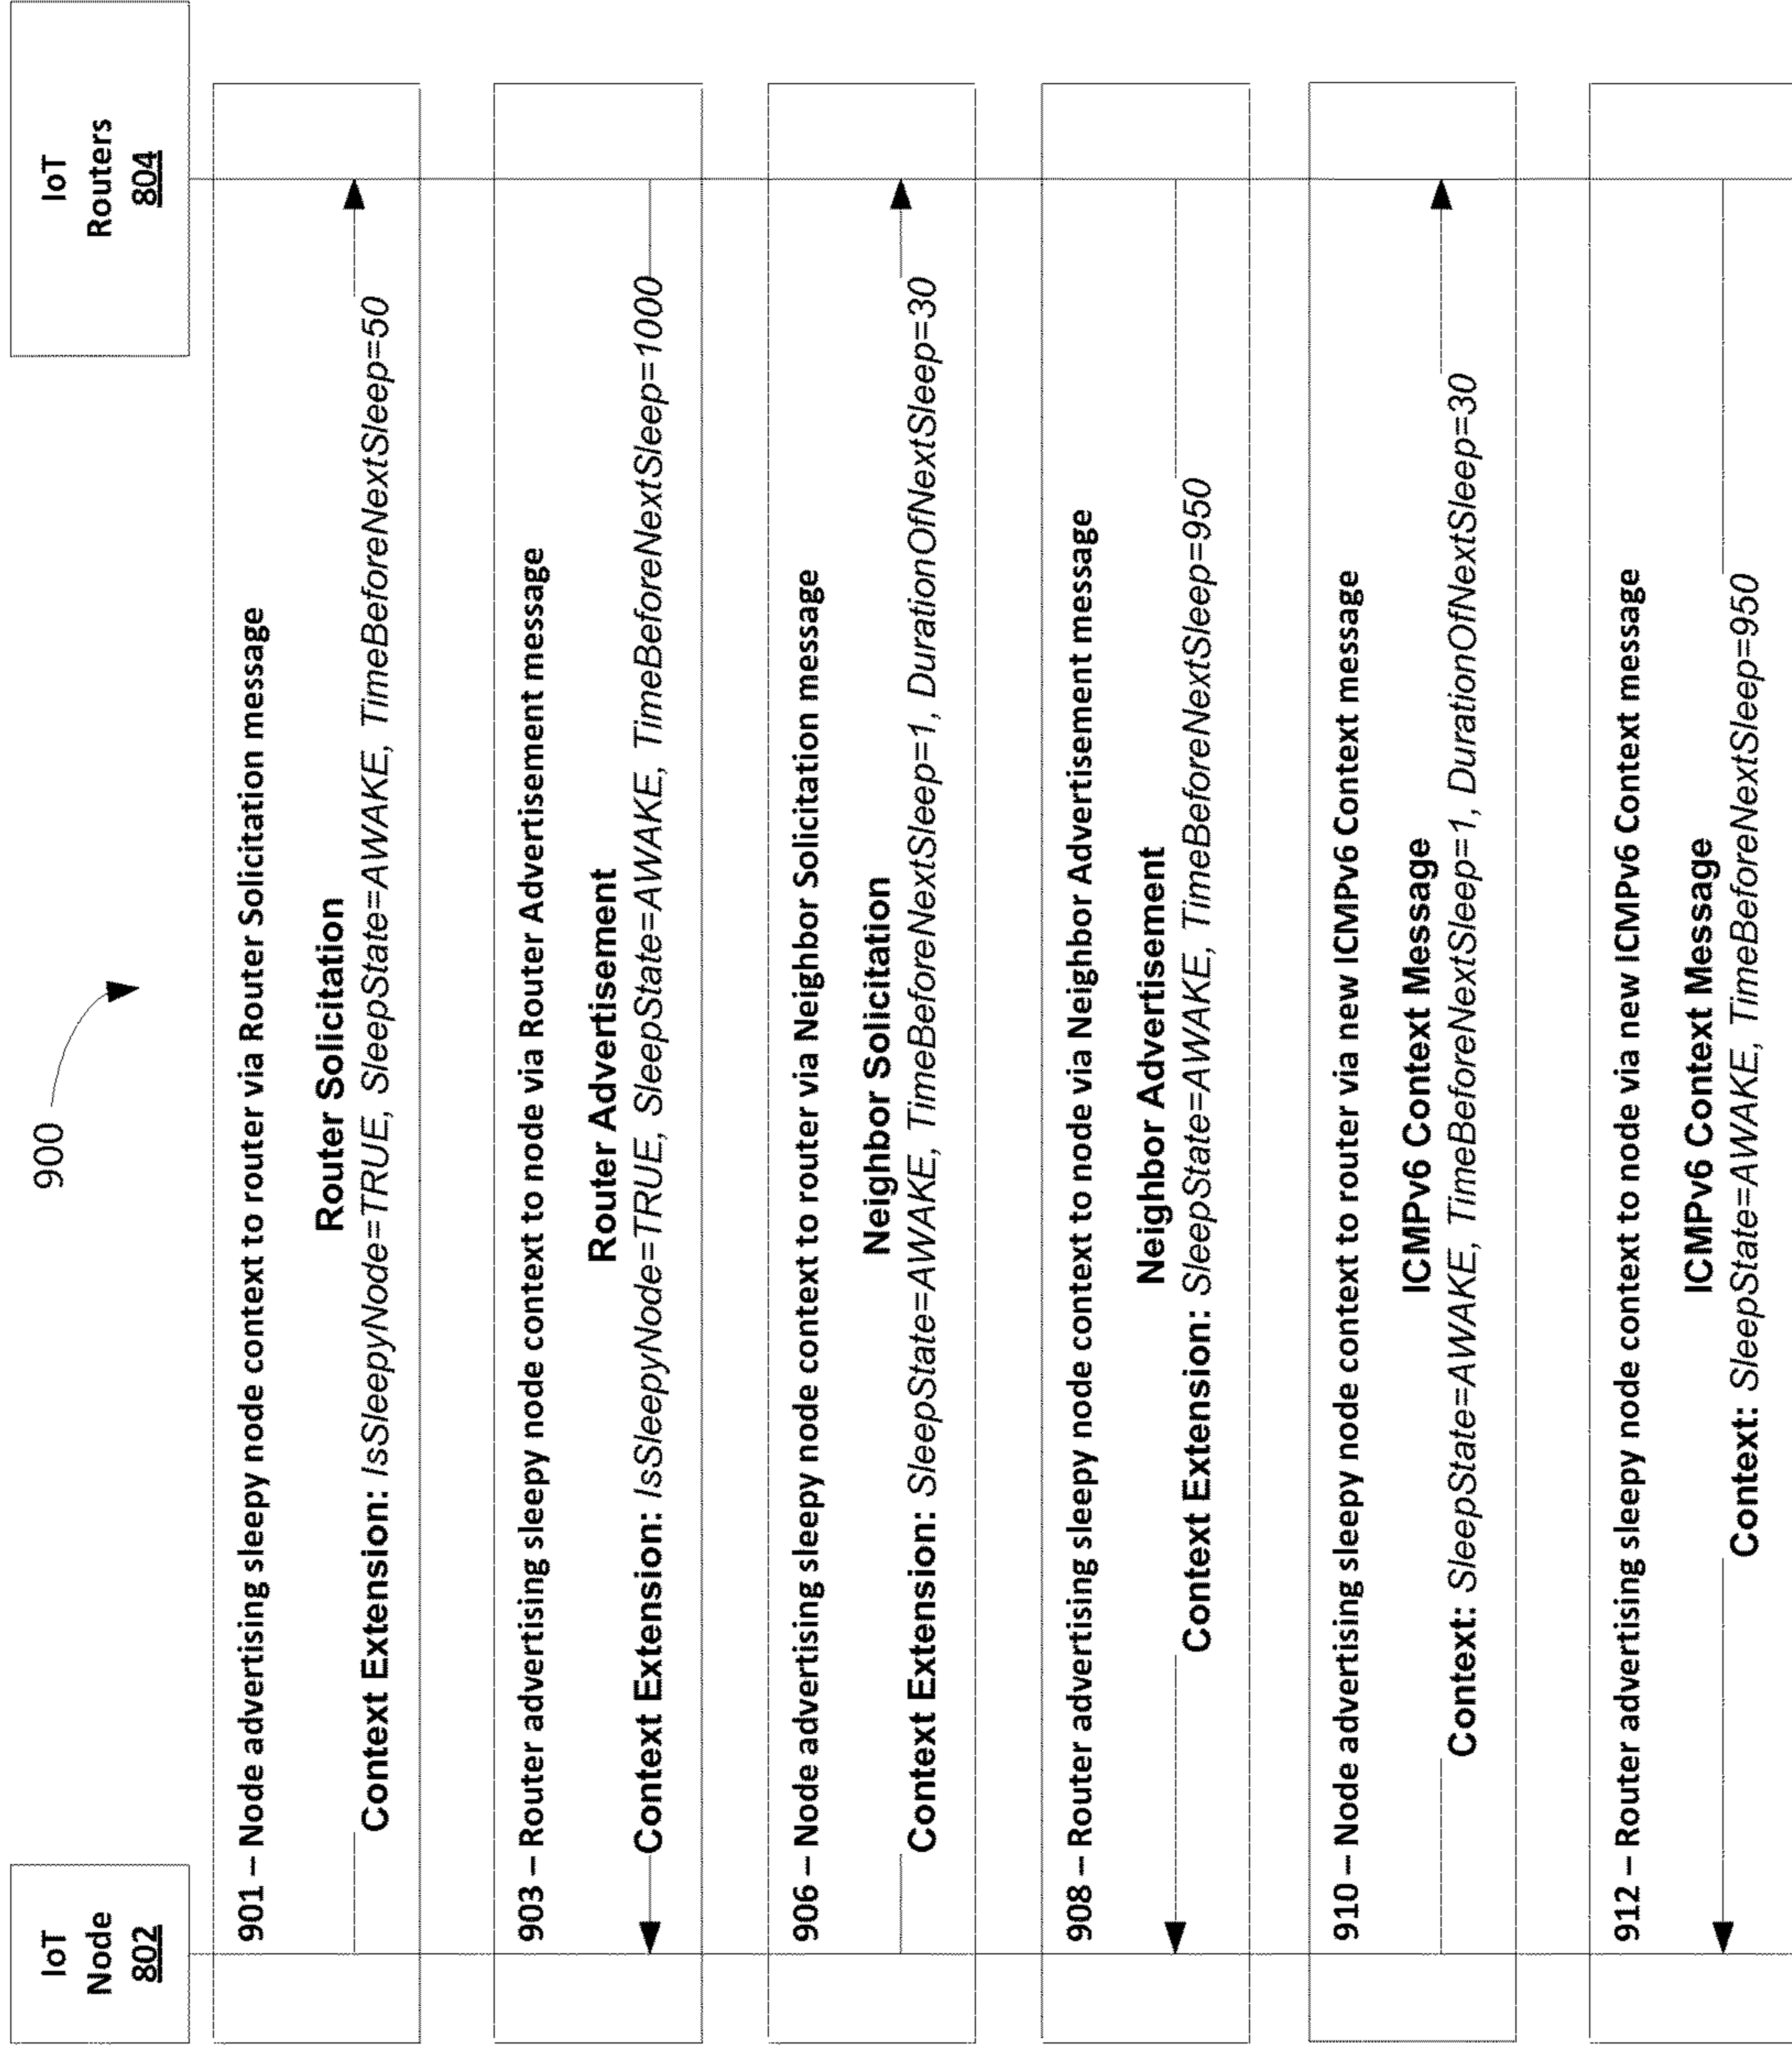 900
IoT
Node
802
IoT
Routers
804
901 – Node advertising sleepy node context to router via Router Solicitation message
Router Solicitation
Context Extension: IsSleepyNode=TRUE, SleepState=AWAKE, TimeBeforeNextSleep=50
903 – Router advertising sleepy node context to node via Router Advertisement message
Router Advertisement
Context Extension: IsSleepyNode=TRUE, SleepState=AWAKE, TimeBeforeNextSleep=1000
906 – Node advertising sleepy node context to router via Neighbor Solicitation message
Neighbor Solicitation
Context Extension: SleepState=AWAKE, TimeBeforeNextSleep=1, DurationOfNextSleep=30
908 – Router advertising sleepy node context to node via Neighbor Advertisement message
Neighbor Advertisement
Context Extension: SleepState=AWAKE, TimeBeforeNextSleep=950
910 – Node advertising sleepy node context to router via new ICMPv6 Context message
ICMPv6 Context Message
Context: SleepState=AWAKE, TimeBeforeNextSleep=1, DurationOfNextSleep=30
912 – Router advertising sleepy node context to node via new ICMPv6 Context message
ICMPv6 Context Message
Context: SleepState=AWAKE, TimeBeforeNextSleep=950